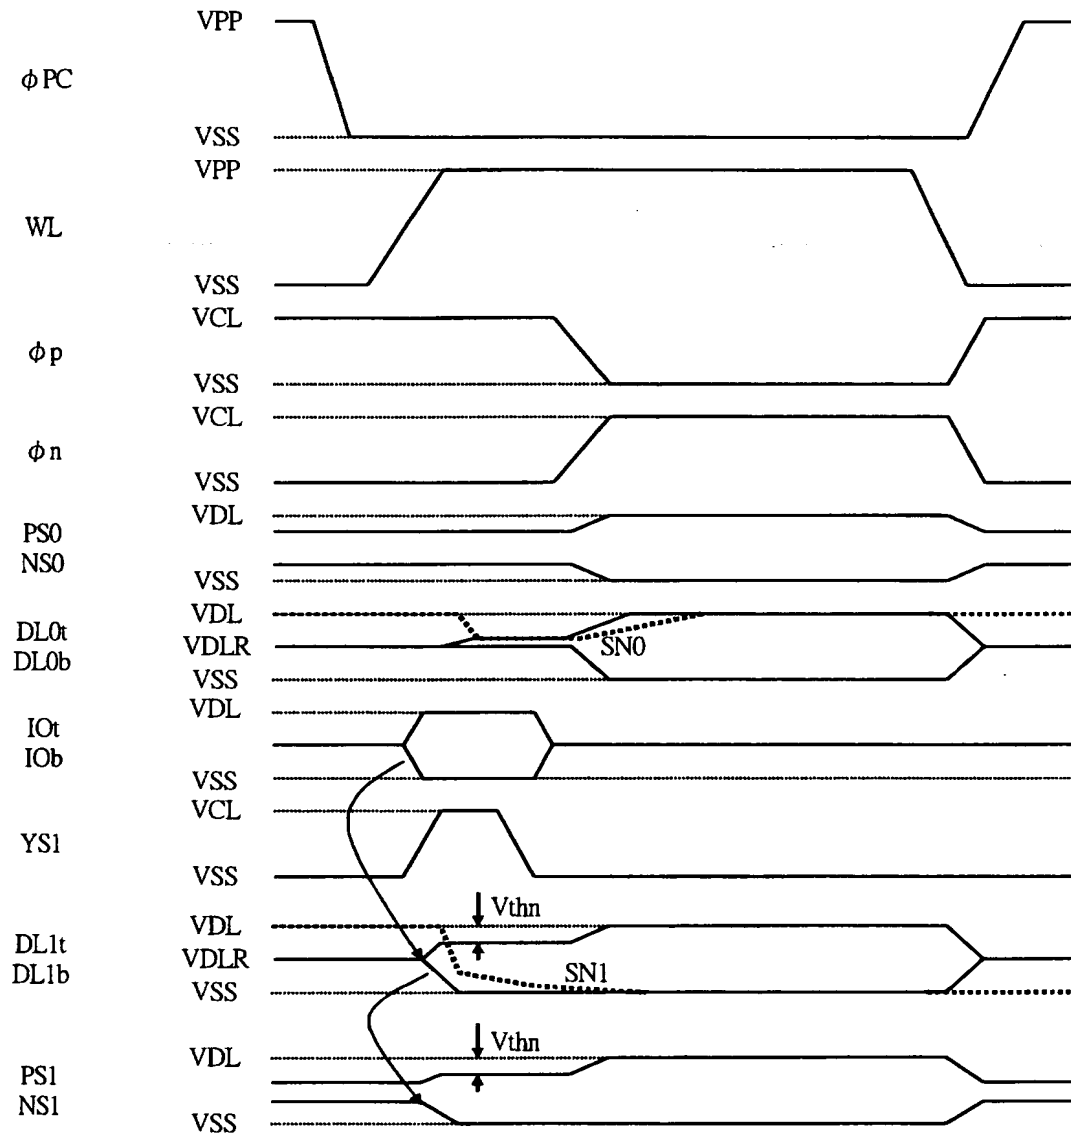 VPP
φPC
VSS
VPP
WL
VSS
VCL
φp
VSS
VCL
φn
VSS
VDL
PS0
NS0
VSS
VDL
DL0t
VDLR
DL0b
SN0
VSS
VDL
IOt
IOb
VSS
VCL
YS1
VSS
Vthn
VDL
DL1t
VDLR
DL1b
SN1
VSS
Vthn
VDL
PS1
NS1
VSS